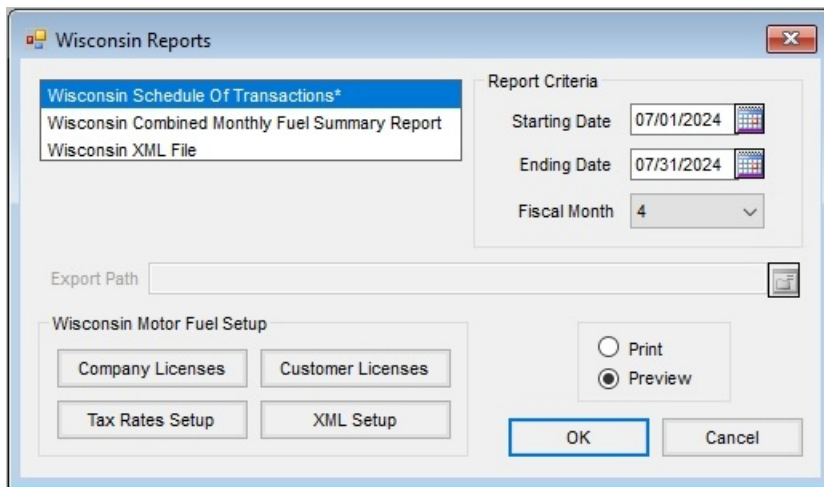 Wisconsin Reports
Wisconsin Schedule Of Transactions*
Wisconsin Combined Monthly Fuel Summary Report
Wisconsin XML File
Report Criteria
Starting Date 07/01/2024
Ending Date 07/31/2024
Fiscal Month 4
Export Path
Wisconsin Motor Fuel Setup
Company Licenses Customer Licenses
Tax Rates Setup XML Setup
Print
Preview
OK Cancel